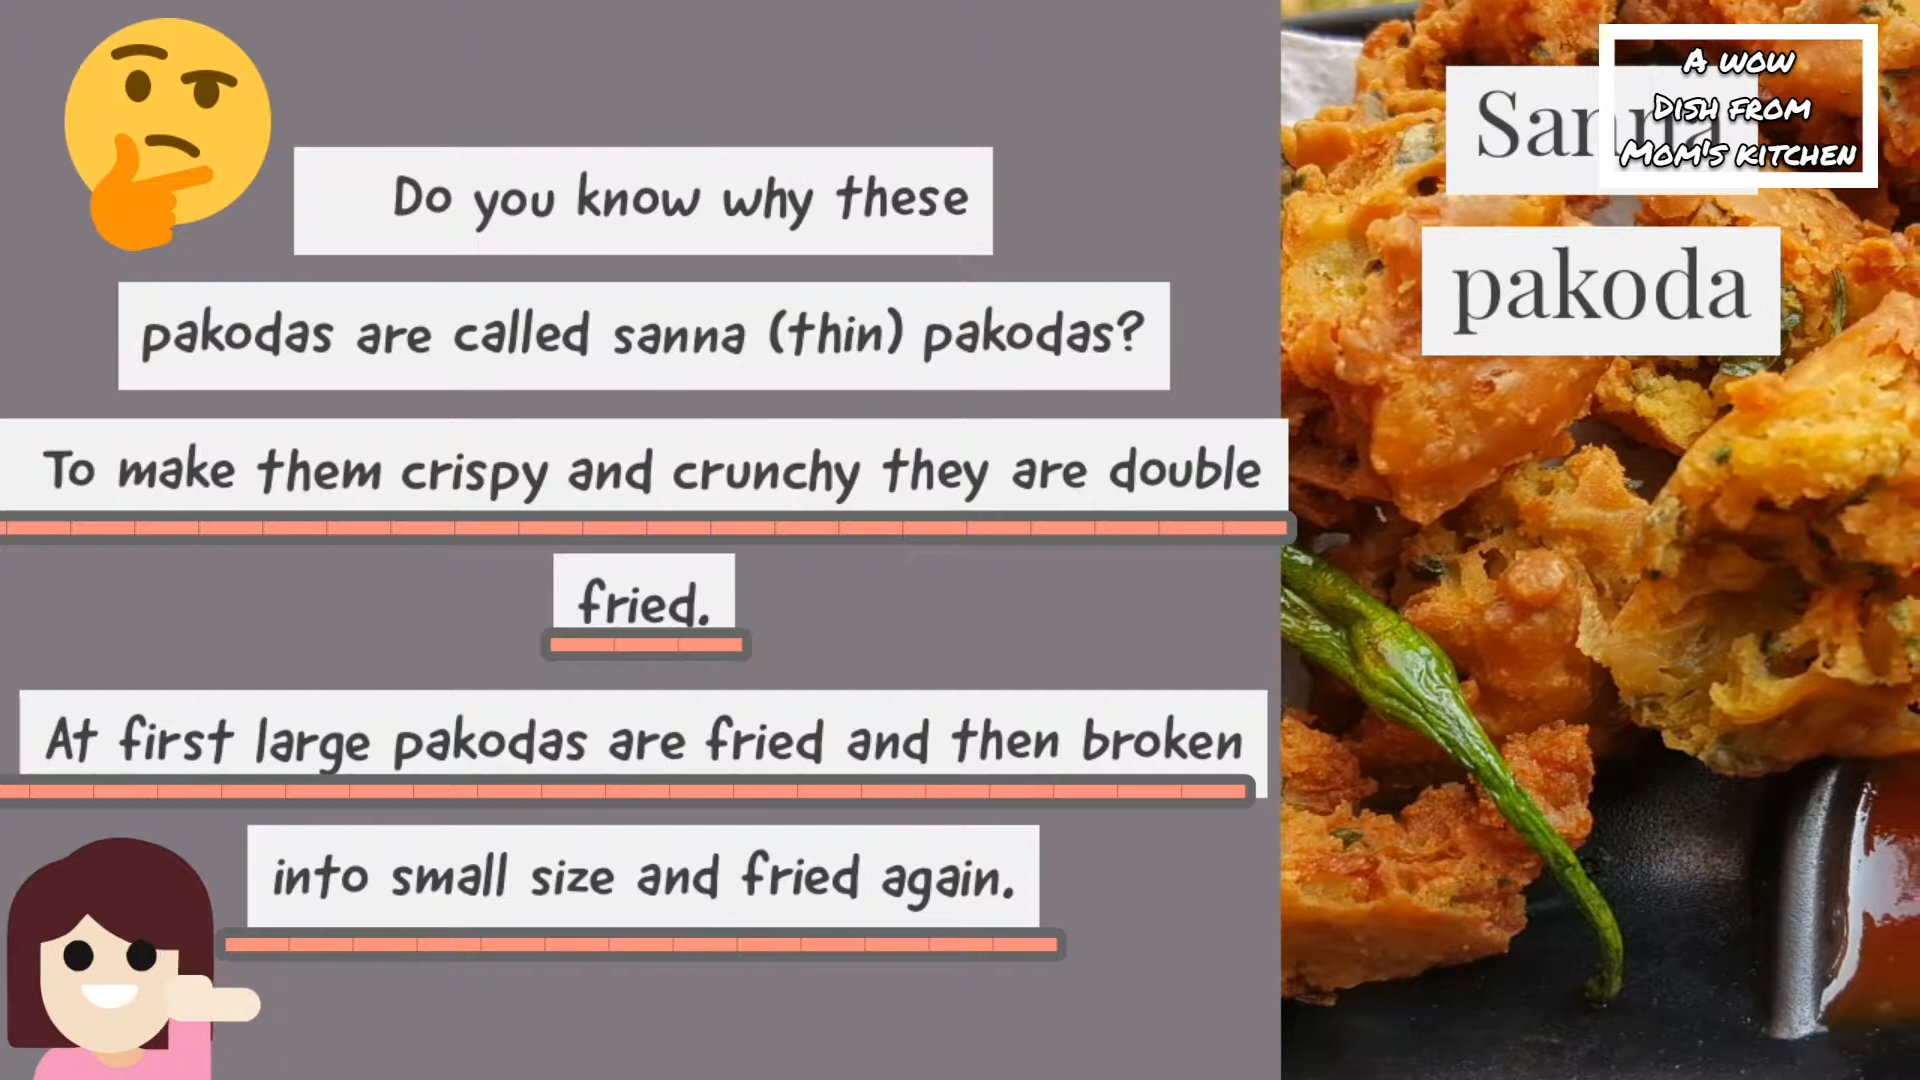 Do you know why these
pakodas are called sanna (thin) pakodas?
To make them crispy and crunchy they are double
fried.
At first large pakodas are fried and then broken
into small size and fried again.
Sanna
pakoda
A WOW
DISH FROM
MOM'S KITCHEN